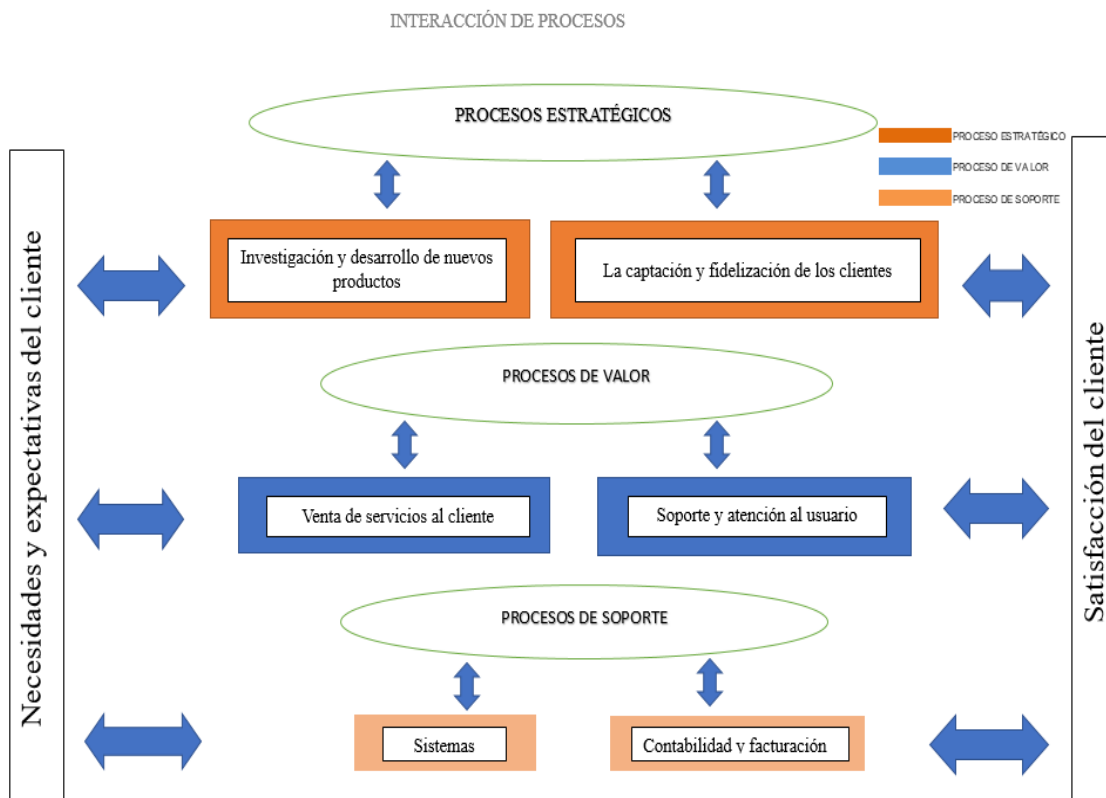 INTERACCIÓN DE PROCESOS
PROCESOS ESTRATÉGICOS
PROCESO ESTRATÉGICO
PROCESO DE VALOR
PROCESO DE SOPORTE
Necesidades y expectativas del cliente
Investigación y desarrollo de nuevos
productos
La captación y fidelización de los clientes
Satisfacción del cliente
PROCESOS DE VALOR
Venta de servicios al cliente
Soporte y atención al usuario
PROCESOS DE SOPORTE
Sistemas
Contabilidad y facturación